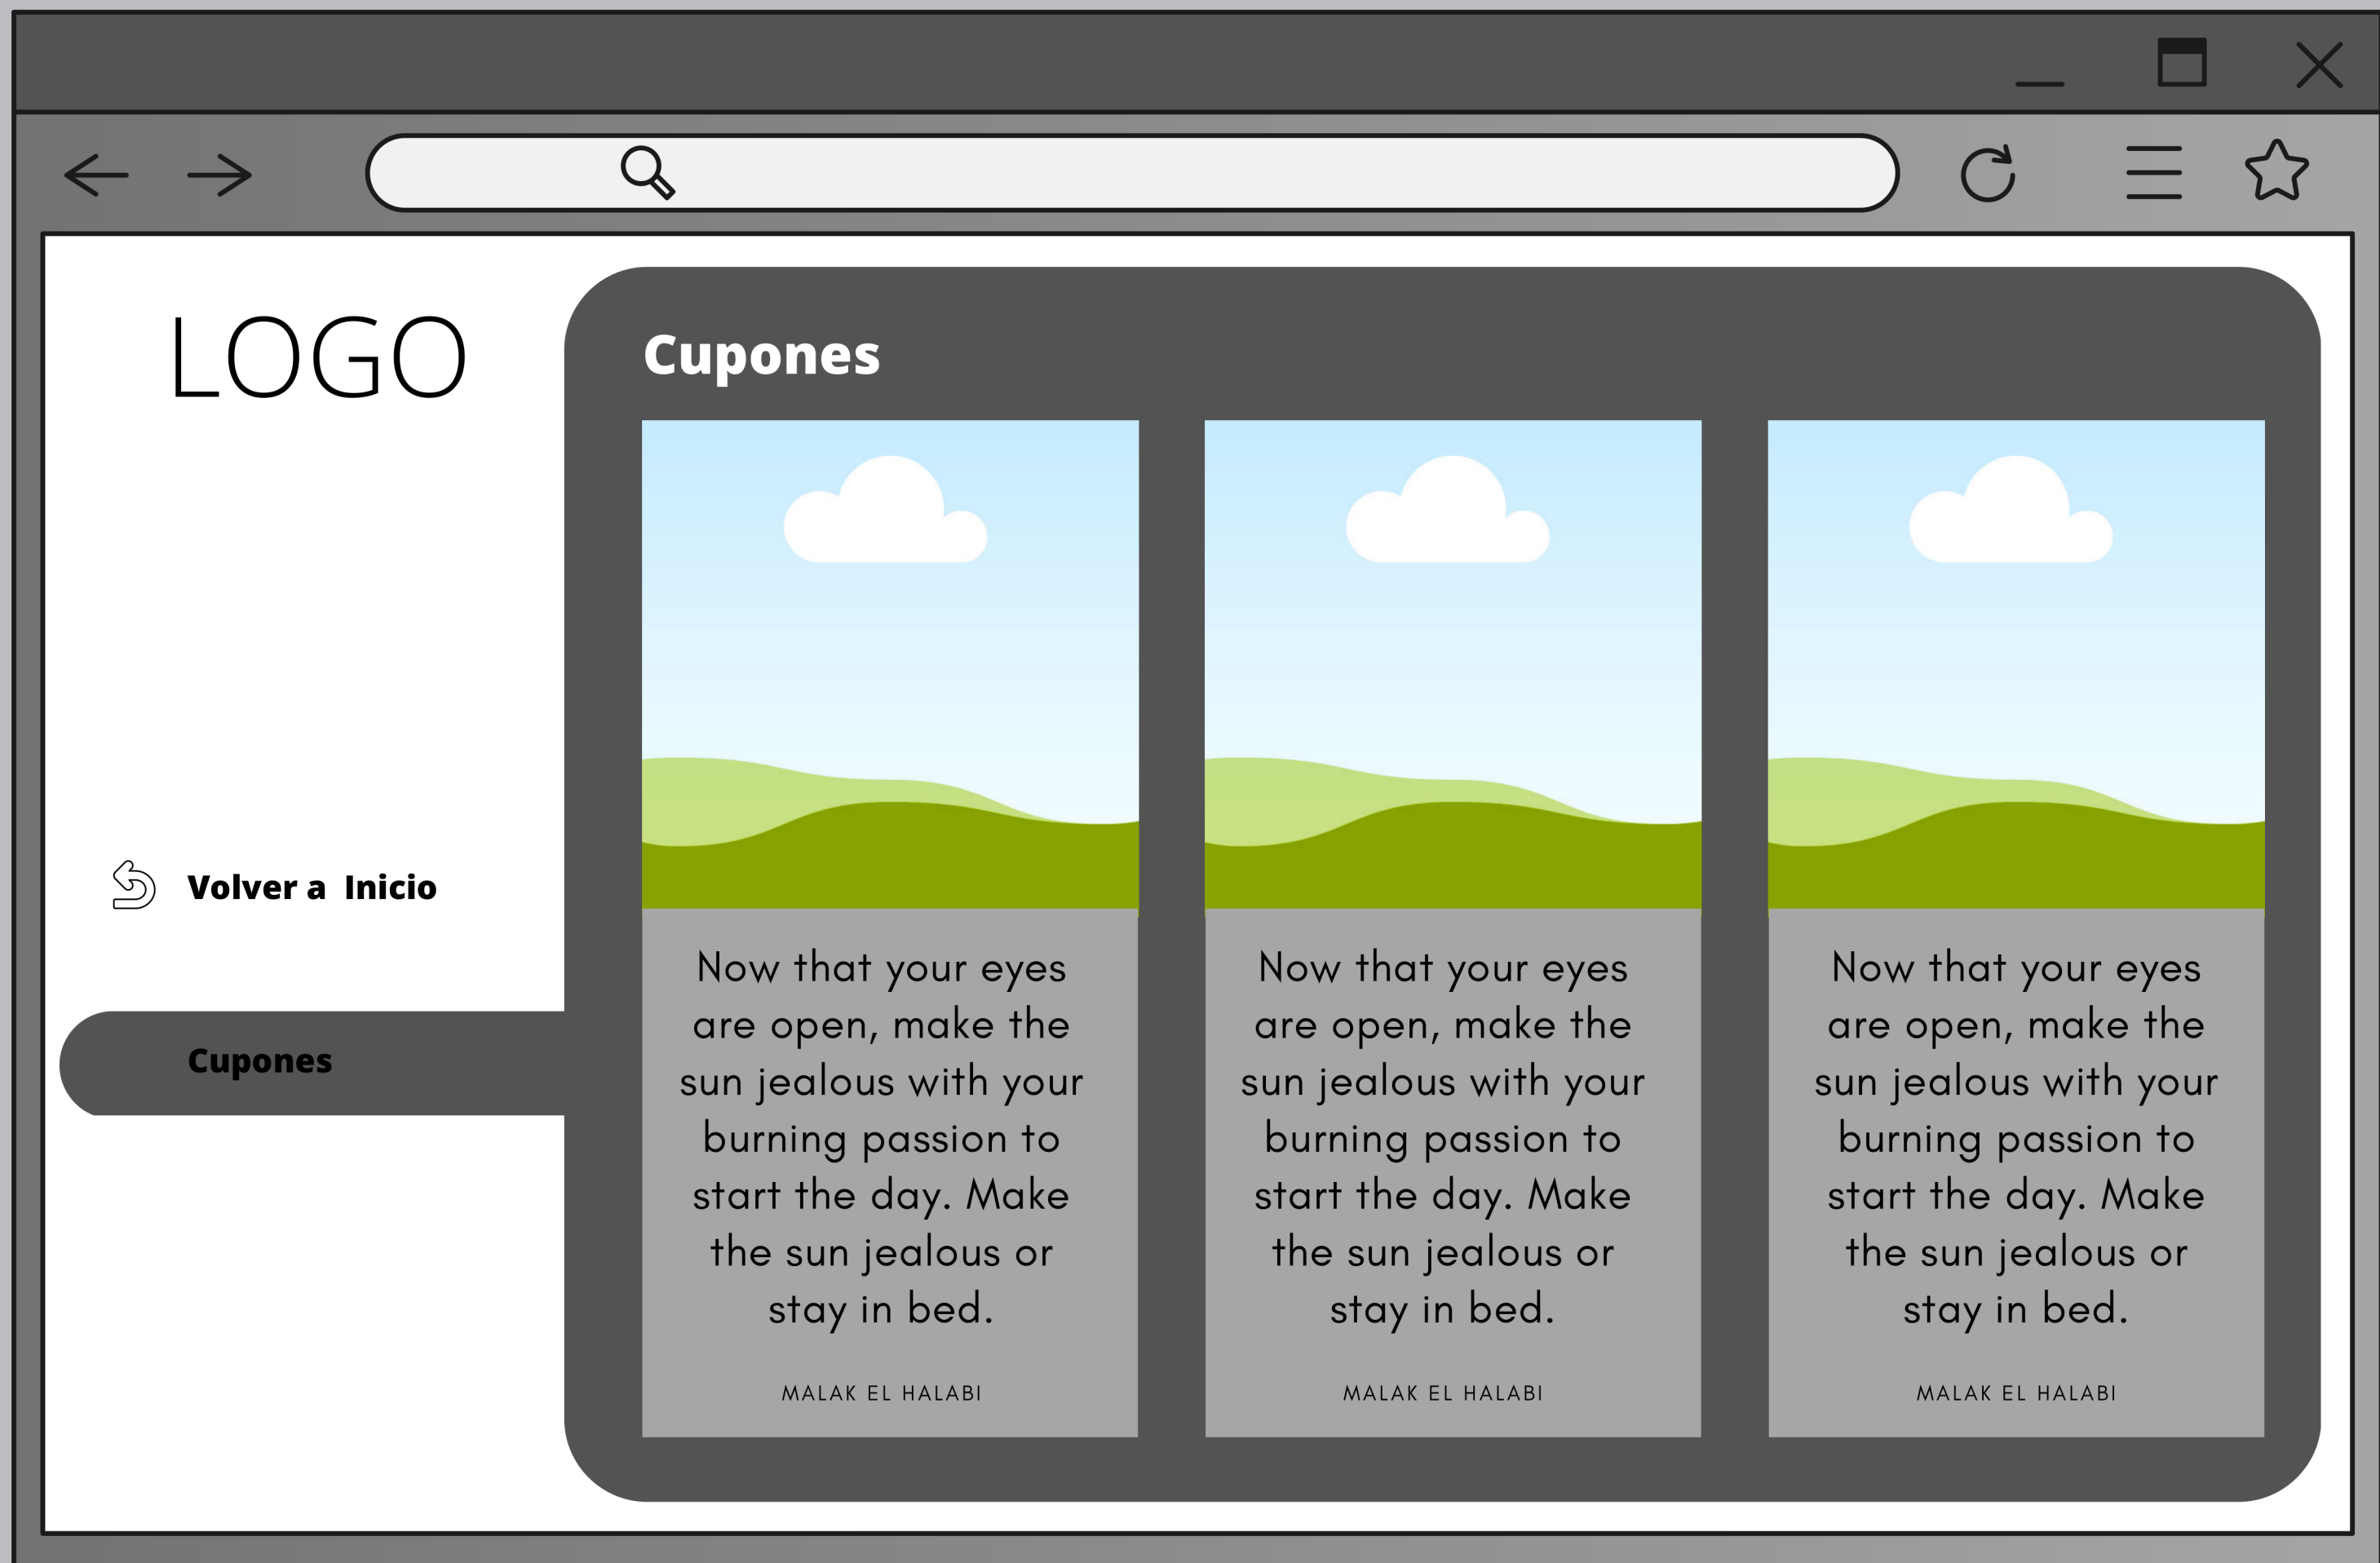 LOGO
Volver a  Inicio
Cupones
Cupones
Now that your eyes
are open, make the
sun jealous with your
burning passion to
start the day. Make
the sun jealous or
stay in bed.
MALAK EL HALABI
Now that your eyes
are open, make the
sun jealous with your
burning passion to
start the day. Make
the sun jealous or
stay in bed.
MALAK EL HALABI
Now that your eyes
are open, make the
sun jealous with your
burning passion to
start the day. Make
the sun jealous or
stay in bed.
MALAK EL HALABI